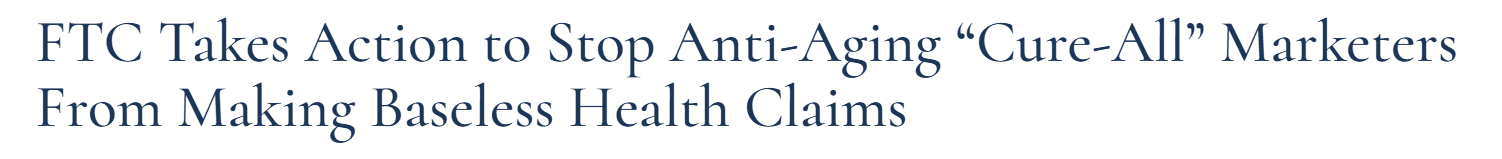 FTC Takes Action to Stop Anti-Aging “Cure-All” Marketers
From Making Baseless Health Claims